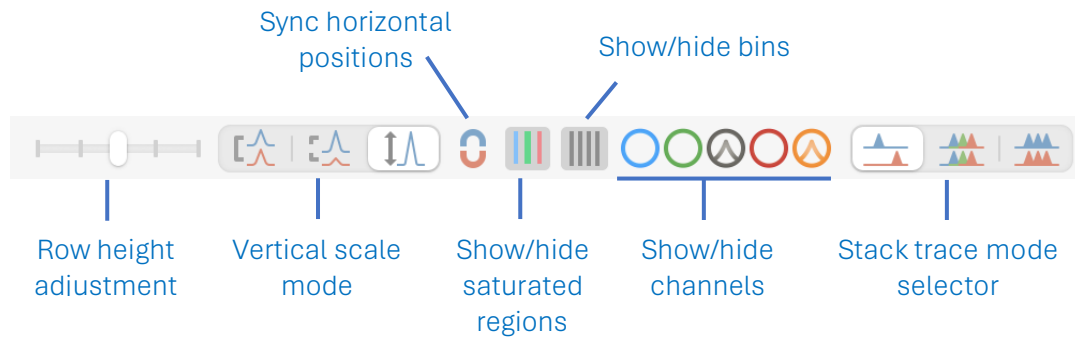 Sync horizontal
positions
Show/hide bins
Row height
adjustment
Vertical scale
mode
Show/hide
saturated
regions
Show/hide
channels
Stack trace mode
selector